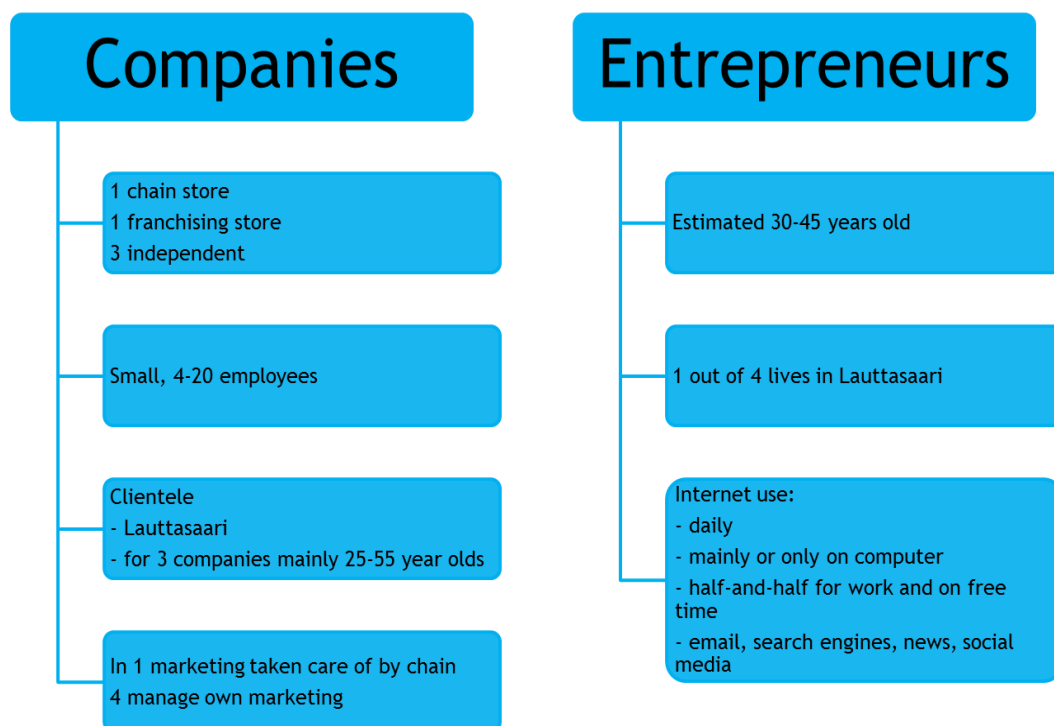 Companies
1 chain store
1 franchising store
3 independent
Small, 4-20 employees
Clientele
- Lauttasaari
- for 3 companies mainly 25-55 year olds
In 1 marketing taken care of by chain
4 manage own marketing
Entrepreneurs
Estimated 30-45 years old
1 out of 4 lives in Lauttasaari
Internet use:
- daily
- mainly or only on computer
- half-and-half for work and on free
time
- email, search engines, news, social
media